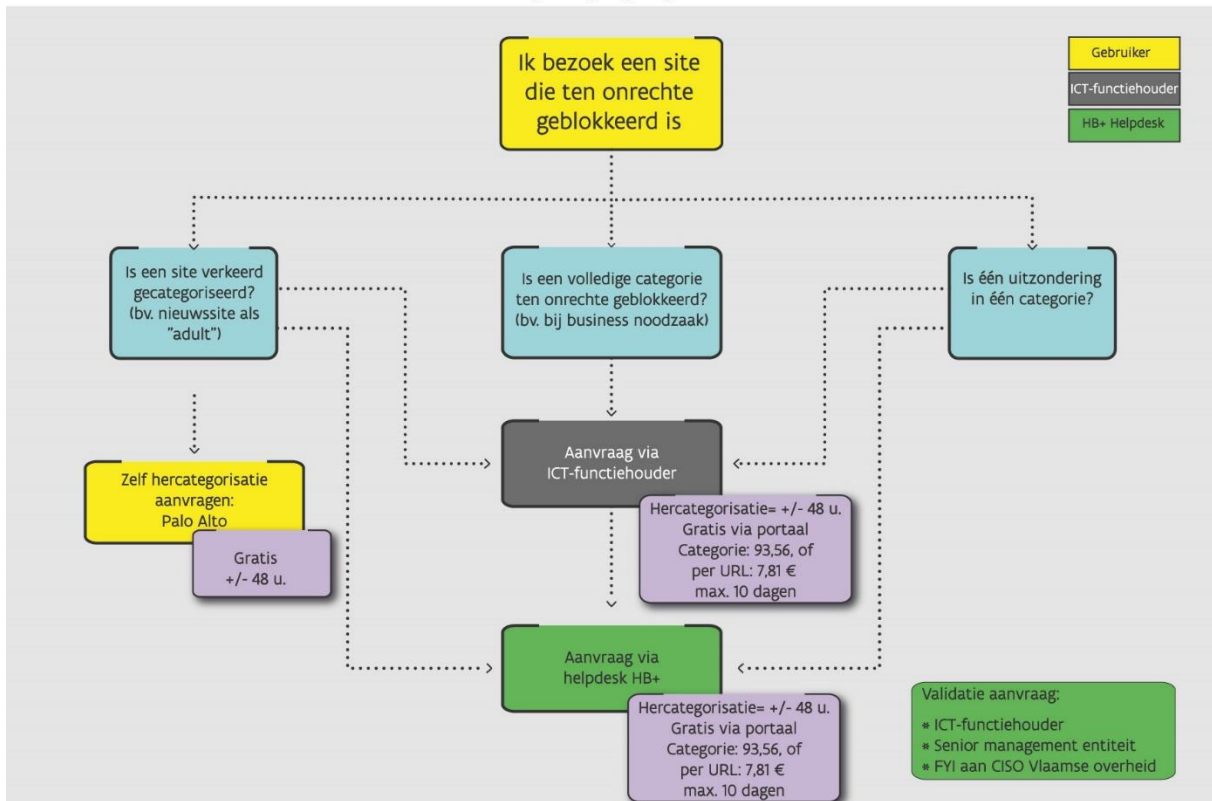 Ik bezoek een site
die ten onrechte
geblokkeerd is
Gebruiker
ICT-functiehouder
HB+ Helpdesk
Is een site verkeerd
gecategoriseerd?
(bv. nieuwssite als
"adult")
Is een volledige categorie
ten onrechte geblokkeerd?
(bv. bij business noodzaak)
Is één uitzondering
in één categorie?
Zelf hercategorisatie
aanvragen:
Palo Alto
Gratis
+/- 48 u.
Aanvraag via
ICT-functiehouder
Hercategorisatie= +/- 48 u.
Gratis via portaal
Categorie: 93,56, of
per URL: 7,81 €
max. 10 dagen
Aanvraag via
helpdesk HB+
Hercategorisatie= +/- 48 u.
Gratis via portaal
Categorie: 93,56, of
per URL: 7,81 €
max. 10 dagen
Validatie aanvraag:
* ICT-functiehouder
* Senior management entiteit
* FYI aan CISO Vlaamse overheid